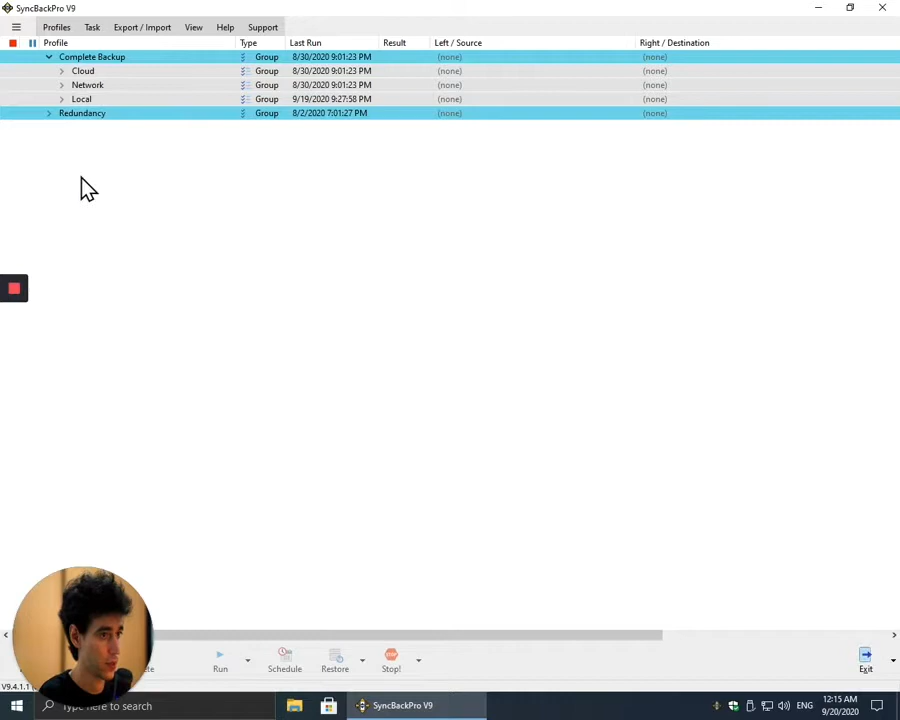 SyncBackPro V9
Profiles Task Export / Import View Help Support
Profile Type Last Run Result Left / Source Right / Destination
Complete Backup Group 8/30/2020 9:01:23 PM (none) (none)
Cloud Group 8/30/2020 9:01:23 PM (none) (none)
Network Group 8/30/2020 9:01:23 PM (none) (none)
Local Group 9/19/2020 9:27:58 PM (none) (none)
Redundancy Group 8/2/2020 7:01:27 PM (none) (none)
Run Schedule Restore Stop! Exit
Type here to search SyncBackPro V9 ENG 12:15 AM
9/20/2020